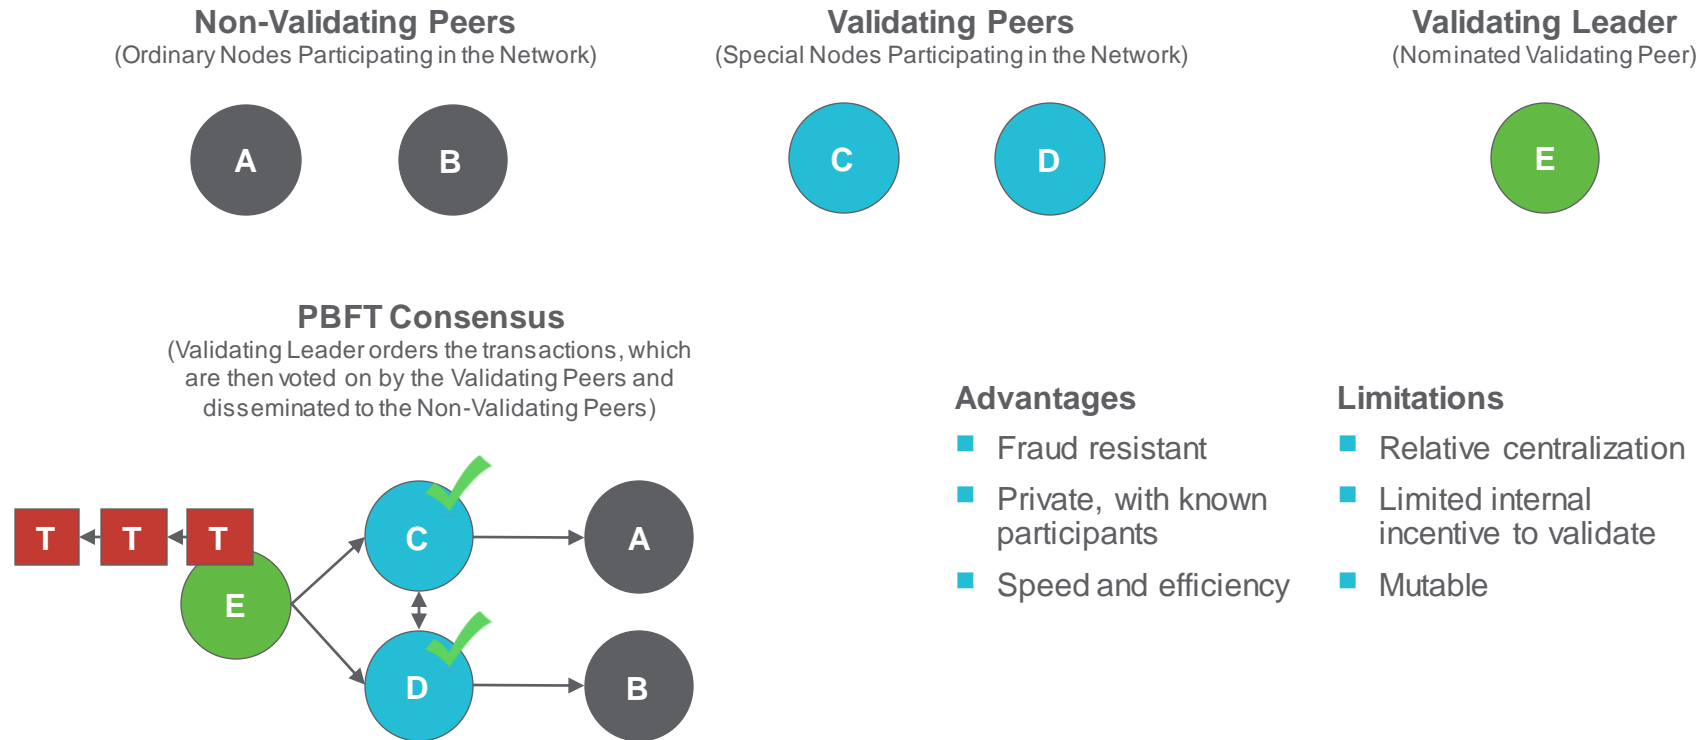 Non-Validating Peers
(Ordinary Nodes Participating in the Network)
A
B
Validating Peers
(Special Nodes Participating in the Network)
C
D
Validating Leader
(Nominated Validating Peer)
E
PBFT Consensus
(Validating Leader orders the transactions, which
are then voted on by the Validating Peers and
disseminated to the Non-Validating Peers)
T
T
T
E
C
A
D
B
Advantages
Fraud resistant
Private, with known
participants
Speed and efficiency
Limitations
Relative centralization
Limited internal
incentive to validate
Mutable